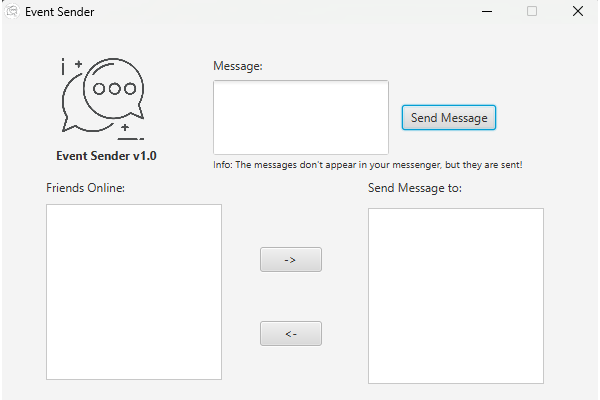 Event Sender
Message:
Send Message
Event Sender v1.0
Info: The messages don't appear in your messenger, but they are sent!
Friends Online:
Send Message to:
->
<-